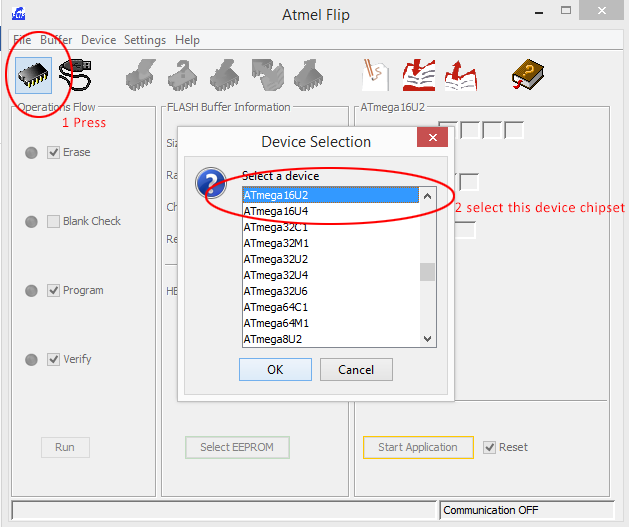 Atmel Flip
File Buffer Device Settings Help
Operations Flow
FLASH Buffer Information
ATmega16U2
1 Press
Erase
Blank Check
Program
Verify
Run
Siz
Ra
Ch
Re
HE
Select EEPROM
Device Selection
Select a device
ATmega16U2
ATmega16U4
ATmega32C1
ATmega32M1
ATmega32U2
ATmega32U4
ATmega32U6
ATmega64C1
ATmega64M1
ATmega8U2
OK Cancel
2 select this device chipset
Start Application Reset
Communication OFF